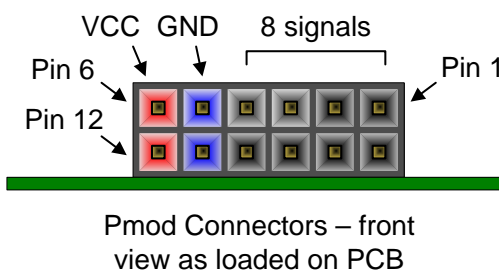 VCC GND 8 signals
Pin 6 Pin 1
Pin 12
Pmod Connectors – front
view as loaded on PCB